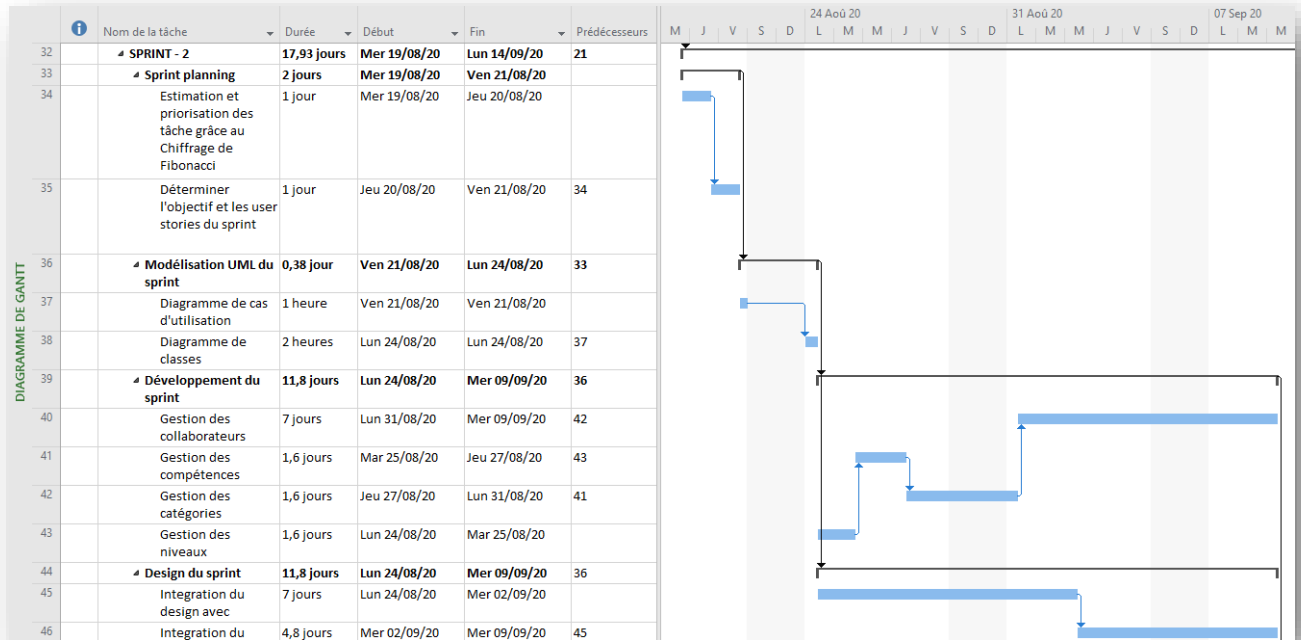 24 Aoû 20 31 Aoû 20 07 Sep 20
Nom de la tâche Durée Début Fin Prédécesseurs M J V S D L M M J V S D L M M J V S D L M M
32 SPRINT - 2 17,93 jours Mer 19/08/20 Lun 14/09/20 21
33 Sprint planning 2 jours Mer 19/08/20 Ven 21/08/20
34 Estimation et 1 jour Mer 19/08/20 Jeu 20/08/20
priorisation des
tâche grâce au
Chiffrage de
Fibonacci
35 Déterminer 1 jour Jeu 20/08/20 Ven 21/08/20 34
l'objectif et les user
stories du sprint
36 Modélisation UML du 0,38 jour Ven 21/08/20 Lun 24/08/20 33
sprint
37 Diagramme de cas 1 heure Ven 21/08/20 Ven 21/08/20
d'utilisation
38 Diagramme de 2 heures Lun 24/08/20 Lun 24/08/20 37
classes
39 Développement du 11,8 jours Lun 24/08/20 Mer 09/09/20 36
sprint
40 Gestion des 7 jours Lun 31/08/20 Mer 09/09/20 42
collaborateurs
41 Gestion des 1,6 jours Mar 25/08/20 Jeu 27/08/20 43
compétences
42 Gestion des 1,6 jours Jeu 27/08/20 Lun 31/08/20 41
catégories
43 Gestion des 1,6 jours Lun 24/08/20 Mar 25/08/20
niveaux
44 Design du sprint 11,8 jours Lun 24/08/20 Mer 09/09/20 36
45 Integration du 7 jours Lun 24/08/20 Mer 02/09/20
design avec
46 Integration du 4,8 jours Mer 02/09/20 Mer 09/09/20 45
DIAGRAMME DE GANTT